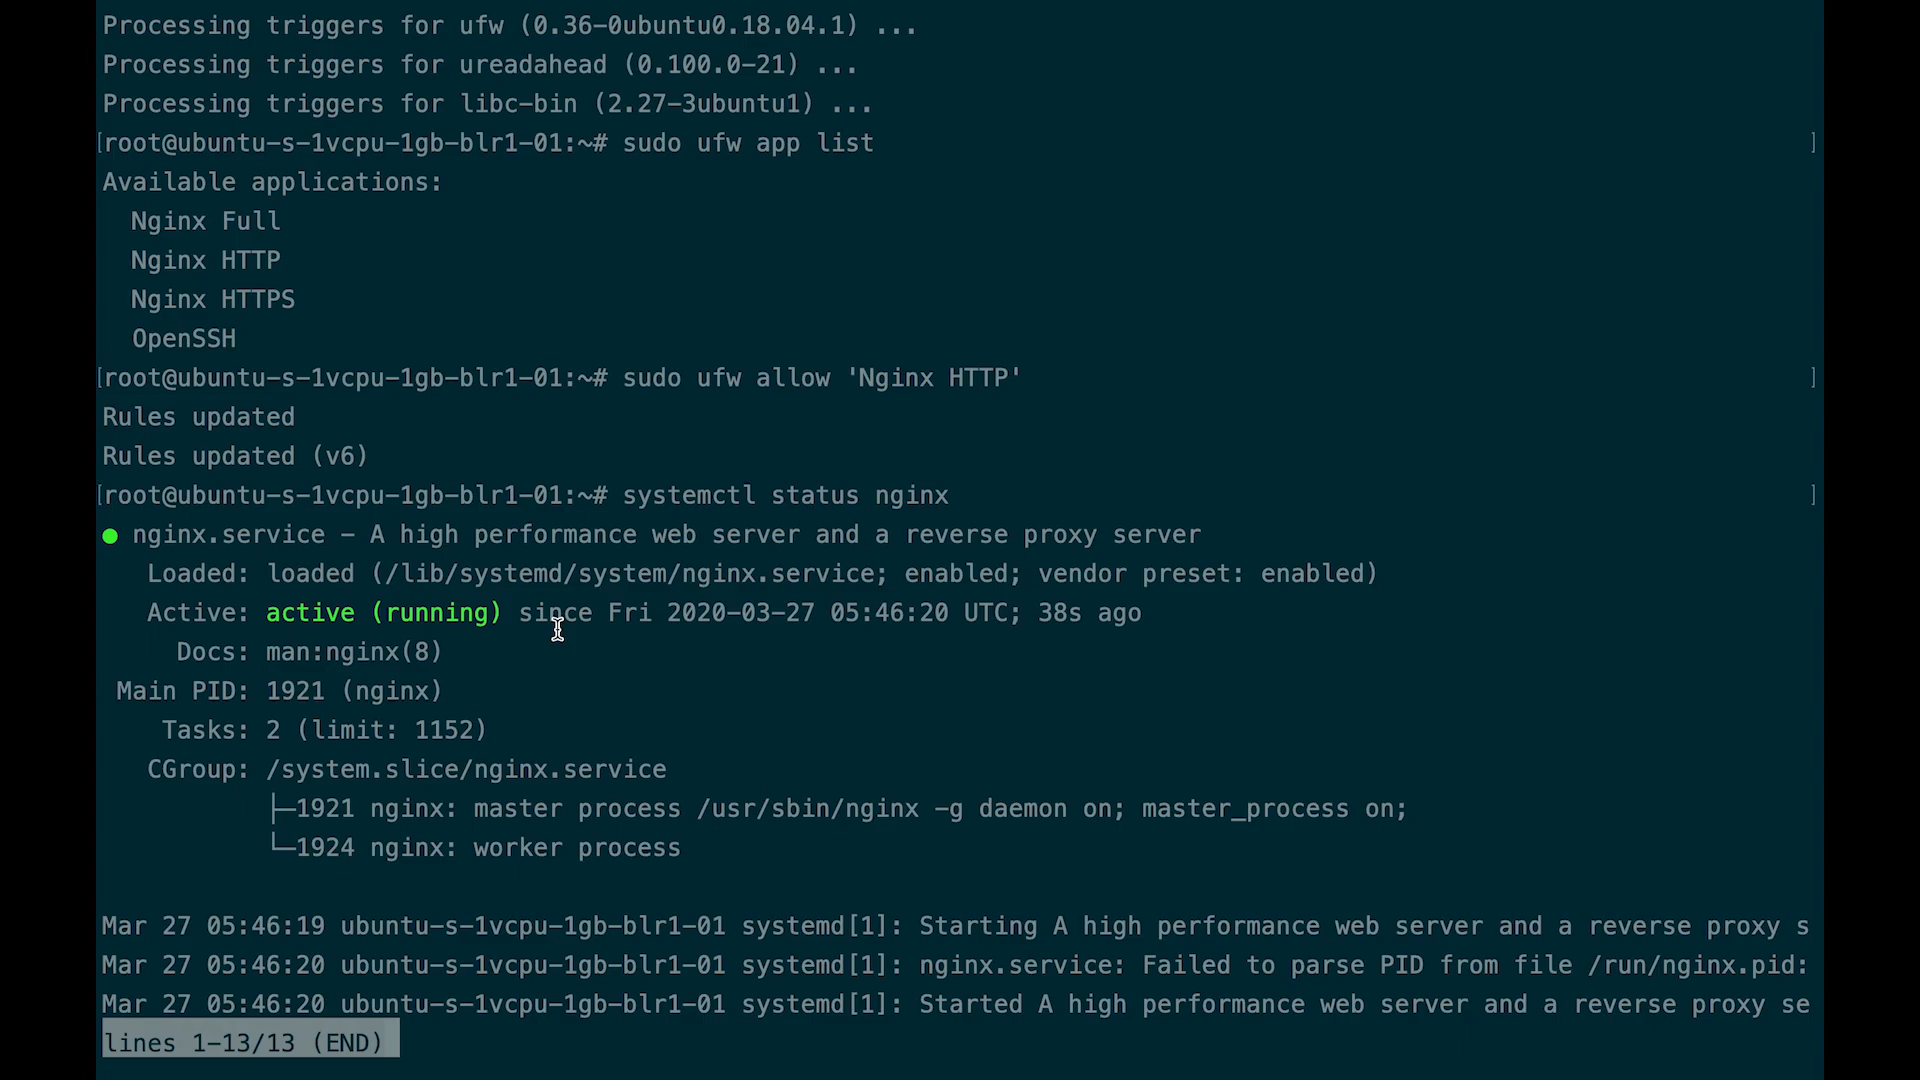 Processing triggers for ufw (0.36-0ubuntu0.18.04.1) ...
Processing triggers for ureadahead (0.100.0-21) ...
Processing triggers for libc-bin (2.27-3ubuntu1) ...
[root@ubuntu-s-1vcpu-1gb-blr1-01:~# sudo ufw app list ]
Available applications:
  Nginx Full
  Nginx HTTP
  Nginx HTTPS
  OpenSSH
[root@ubuntu-s-1vcpu-1gb-blr1-01:~# sudo ufw allow 'Nginx HTTP' ]
Rules updated
Rules updated (v6)
[root@ubuntu-s-1vcpu-1gb-blr1-01:~# systemctl status nginx ]
● nginx.service - A high performance web server and a reverse proxy server
   Loaded: loaded (/lib/systemd/system/nginx.service; enabled; vendor preset: enabled)
   Active: active (running) since Fri 2020-03-27 05:46:20 UTC; 38s ago
     Docs: man:nginx(8)
 Main PID: 1921 (nginx)
    Tasks: 2 (limit: 1152)
   CGroup: /system.slice/nginx.service
           ├─1921 nginx: master process /usr/sbin/nginx -g daemon on; master_process on;
           └─1924 nginx: worker process
Mar 27 05:46:19 ubuntu-s-1vcpu-1gb-blr1-01 systemd[1]: Starting A high performance web server and a reverse proxy s
Mar 27 05:46:20 ubuntu-s-1vcpu-1gb-blr1-01 systemd[1]: nginx.service: Failed to parse PID from file /run/nginx.pid:
Mar 27 05:46:20 ubuntu-s-1vcpu-1gb-blr1-01 systemd[1]: Started A high performance web server and a reverse proxy se
lines 1-13/13 (END)